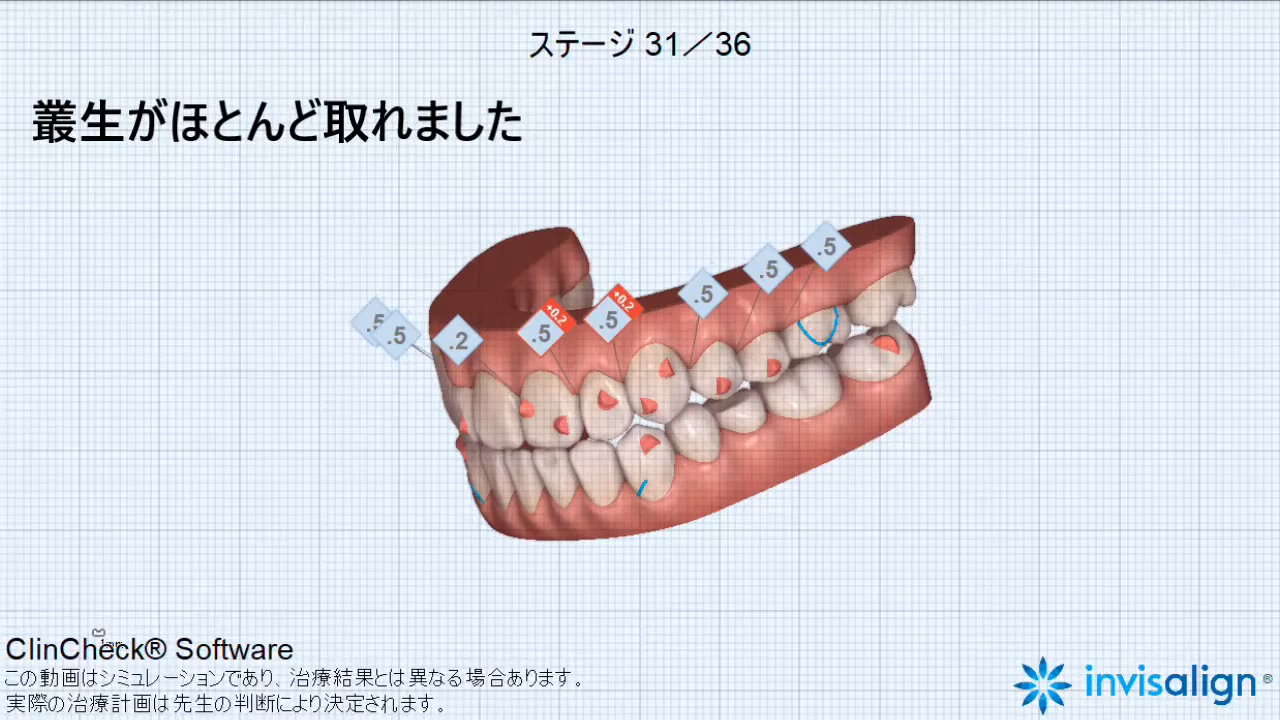 ステージ 31／36
叢生がほとんど取れました
.5
.5
.2
.5
+0.2
.5
+0.2
.5
.5
.5
ClinCheck® Software
この動画はシミュレーションであり、治療結果とは異なる場合あります。
実際の治療計画は先生の判断により決定されます。
invisalign®